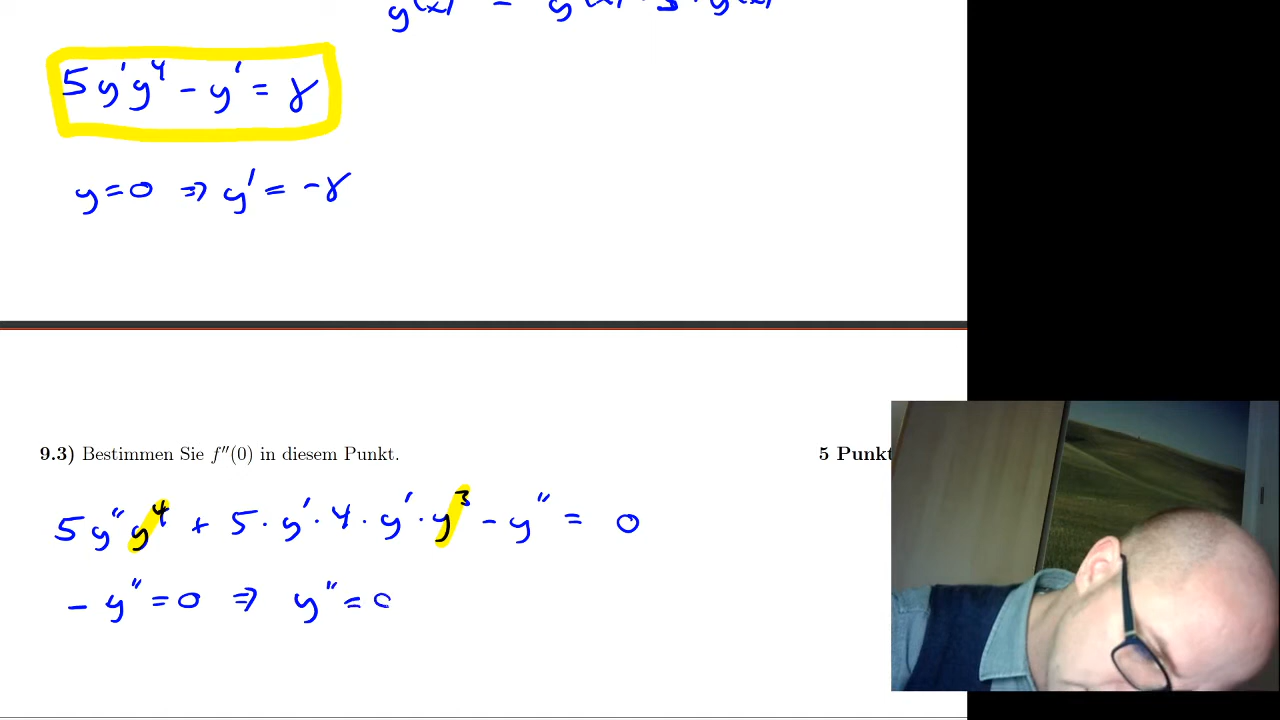 5y'y⁴ - y' = γ
y=0 ⇒ y' = -γ
9.3) Bestimmen Sie f''(0) in diesem Punkt. 5 Punkt
5y''y⁴ + 5·y'·4·y'·y³ - y'' = 0
- y'' = 0 ⇒ y'' = 0